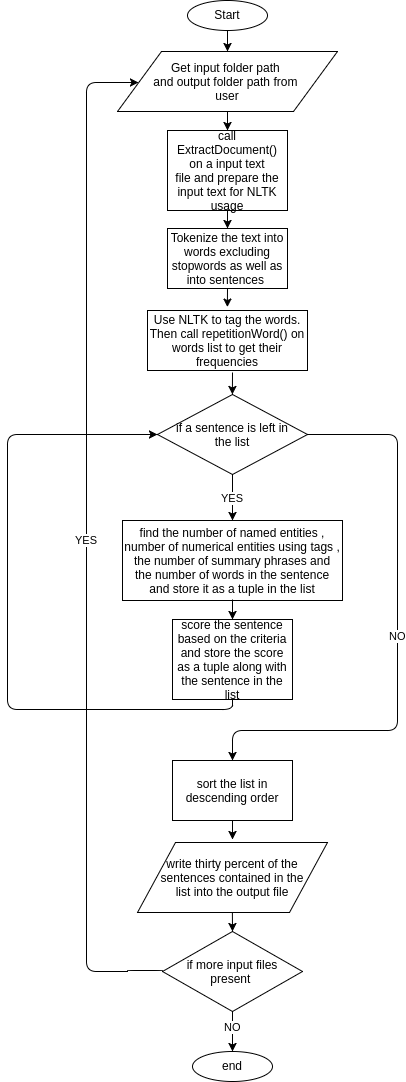 Start
Get input folder path
and output folder path from
user
call
ExtractDocument()
on a input text
file and prepare the
input text for NLTK
usage
Tokenize the text into
words excluding
stopwords as well as
into sentences
Use NLTK to tag the words.
Then call repetitionWord() on
words list to get their
frequencies
if a sentence is left in
the list
YES
find the number of named entities ,
number of numerical entities using tags ,
the number of summary phrases and
the number of words in the sentence
and store it as a tuple in the list
YES
score the sentence
based on the criteria
and store the score
as a tuple along with
the sentence in the
list
NO
sort the list in
descending order
write thirty percent of the
sentences contained in the
list into the output file
if more input files
present
NO
end